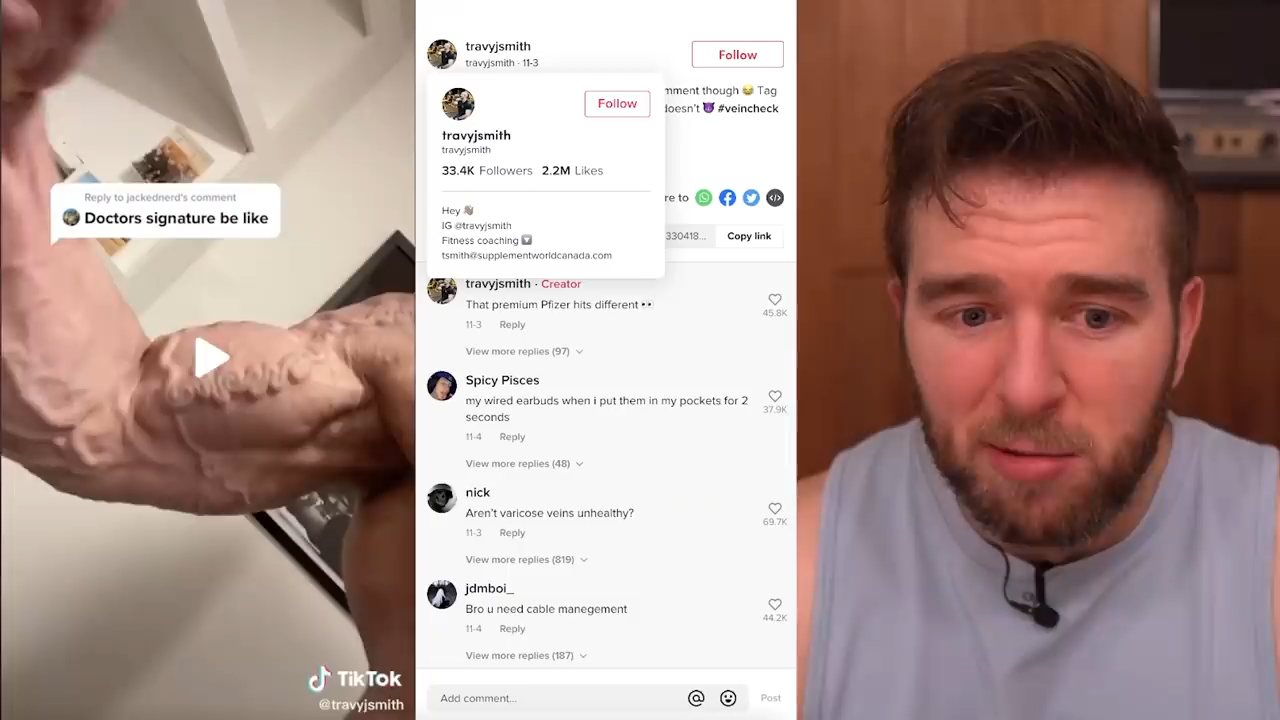 Reply to jackednerd's comment
Doctors signature be like
TikTok
@travyjsmith
travyjsmith
travyjsmith · 11-3
Follow
mment though 😂 Tag
doesn't 😈 #veincheck
travyjsmith
travyjsmith
Follow
33.4K Followers 2.2M Likes
Hey 👋🏼
IG @travyjsmith
Fitness coaching 🔽
tsmith@supplementworldcanada.com
re to
330418...
Copy link
travyjsmith · Creator
That premium Pfizer hits different 👀
11-3 Reply
45.8K
View more replies (97)
Spicy Pisces
my wired earbuds when i put them in my pockets for 2
seconds
11-4 Reply
37.9K
View more replies (48)
nick
Aren't varicose veins unhealthy?
11-3 Reply
69.7K
View more replies (819)
jdmboi_
Bro u need cable manegement
11-4 Reply
44.2K
View more replies (187)
Add comment...
Post